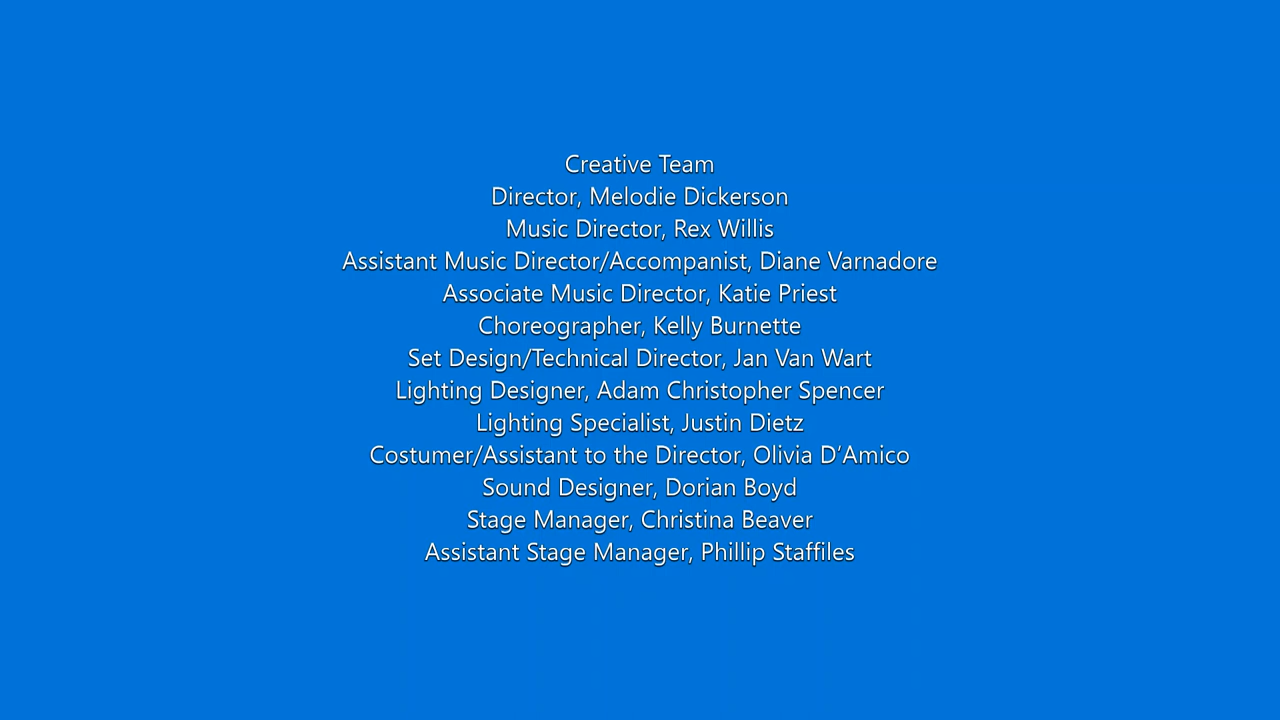 Creative Team
Director, Melodie Dickerson
Music Director, Rex Willis
Assistant Music Director/Accompanist, Diane Varnadore
Associate Music Director, Katie Priest
Choreographer, Kelly Burnette
Set Design/Technical Director, Jan Van Wart
Lighting Designer, Adam Christopher Spencer
Lighting Specialist, Justin Dietz
Costumer/Assistant to the Director, Olivia D’Amico
Sound Designer, Dorian Boyd
Stage Manager, Christina Beaver
Assistant Stage Manager, Phillip Staffiles